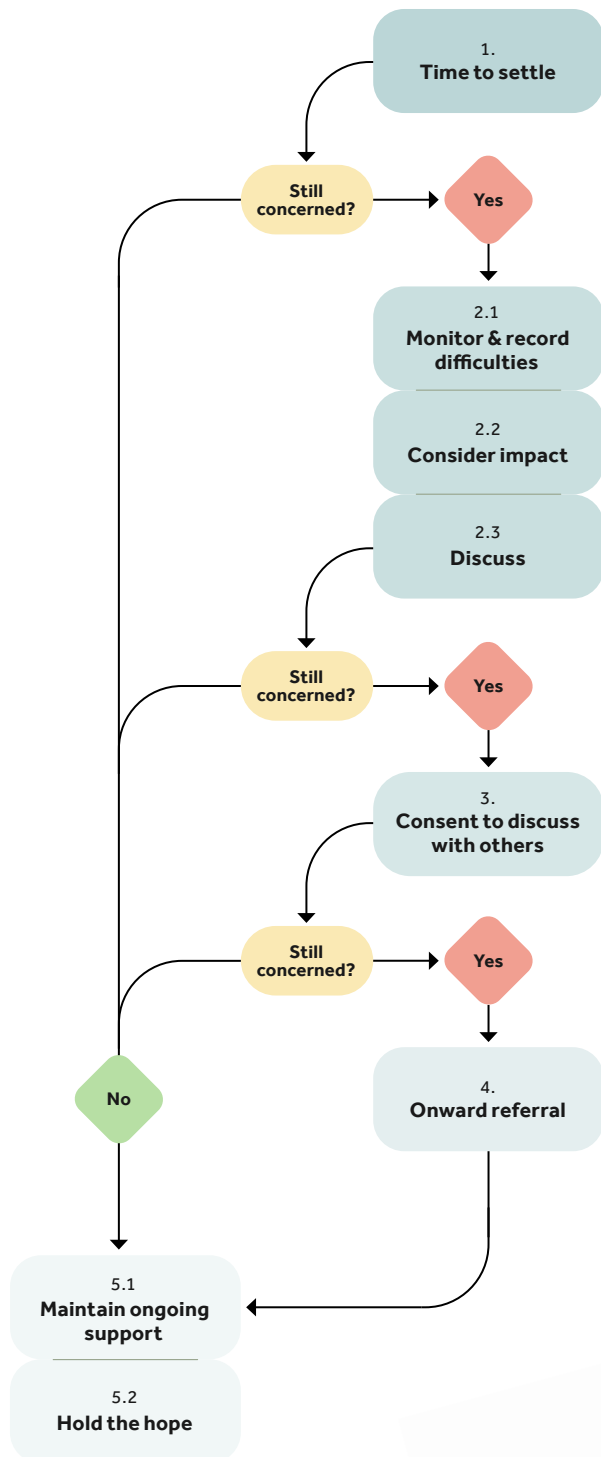 1.
Time to settle
Still
concerned?
Yes
2.1
Monitor & record
difficulties
2.2
Consider impact
2.3
Discuss
Still
concerned?
Yes
3.
Consent to discuss
with others
Still
concerned?
Yes
No
4.
Onward referral
5.1
Maintain ongoing
support
5.2
Hold the hope